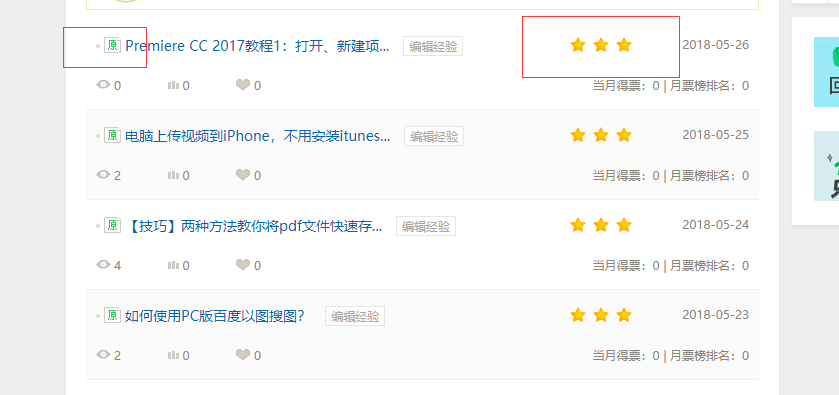 原 Premiere CC 2017教程1：打开、新建项... 编辑经验 2018-05-26
0 0 0 当月得票：0 | 月票榜排名：0
原 电脑上传视频到iPhone，不用安装itunes... 编辑经验 2018-05-25
2 0 0 当月得票：0 | 月票榜排名：0
原 【技巧】两种方法教你将pdf文件快速存... 编辑经验 2018-05-24
4 0 0 当月得票：0 | 月票榜排名：0
原 如何使用PC版百度以图搜图？ 编辑经验 2018-05-23
2 0 0 当月得票：0 | 月票榜排名：0